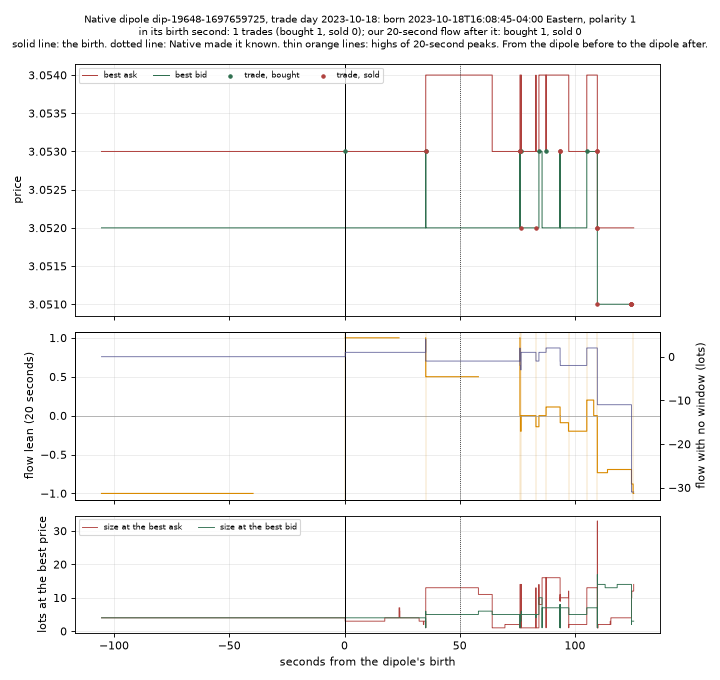 Native dipole dip-19648-1697659725, trade day 2023-10-18: born 2023-10-18T16:08:45-04:00 Eastern, polarity 1
in its birth second: 1 trades (bought 1, sold 0); our 20-second flow after it: bought 1, sold 0
solid line: the birth. dotted line: Native made it known. thin orange lines: highs of 20-second peaks. From the dipole before to the dipole after.
best ask best bid trade, bought trade, sold
3.0540
3.0535
3.0530
3.0525
3.0520
3.0515
3.0510
price
1.0
0.5
0.0
−0.5
−1.0
flow lean (20 seconds)
0
−10
−20
−30
flow with no window (lots)
size at the best ask size at the best bid
30
20
10
0
lots at the best price
−100 −50 0 50 100
seconds from the dipole's birth